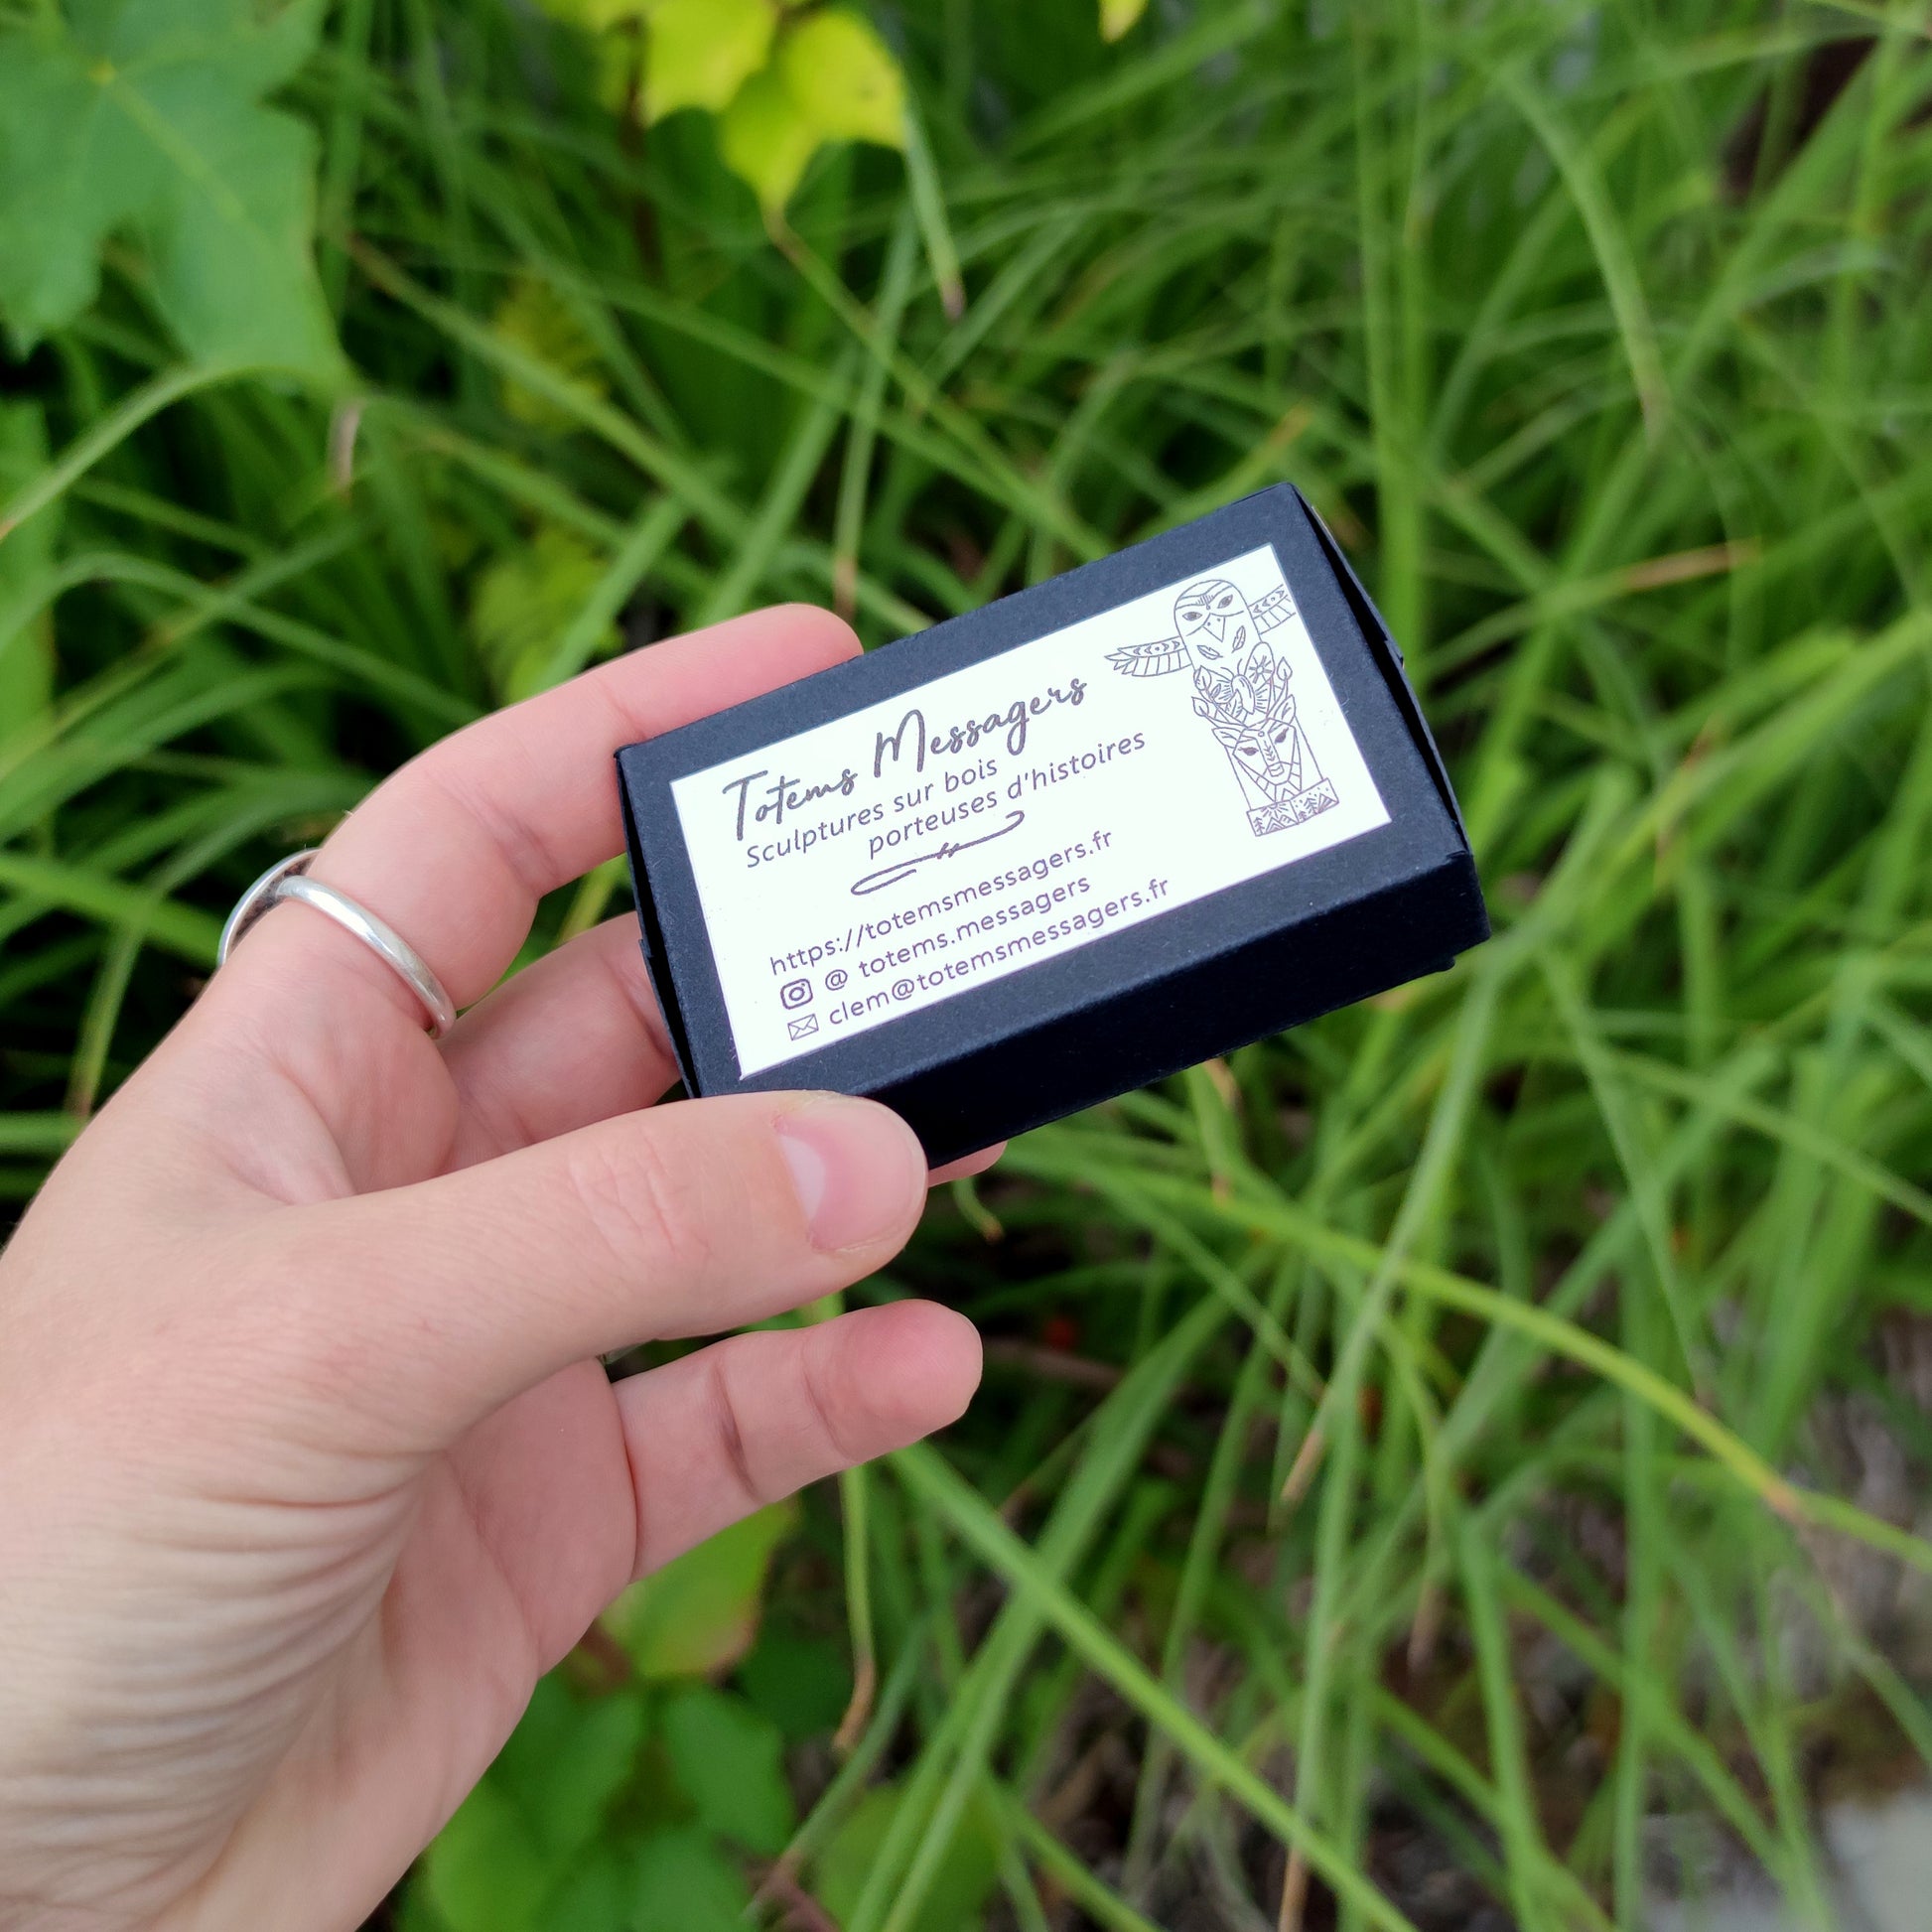 Totems Messagers
Sculptures sur bois
porteuses d'histoires
https://totemsmessagers.fr
@ totems.messagers
clem@totemsmessagers.fr